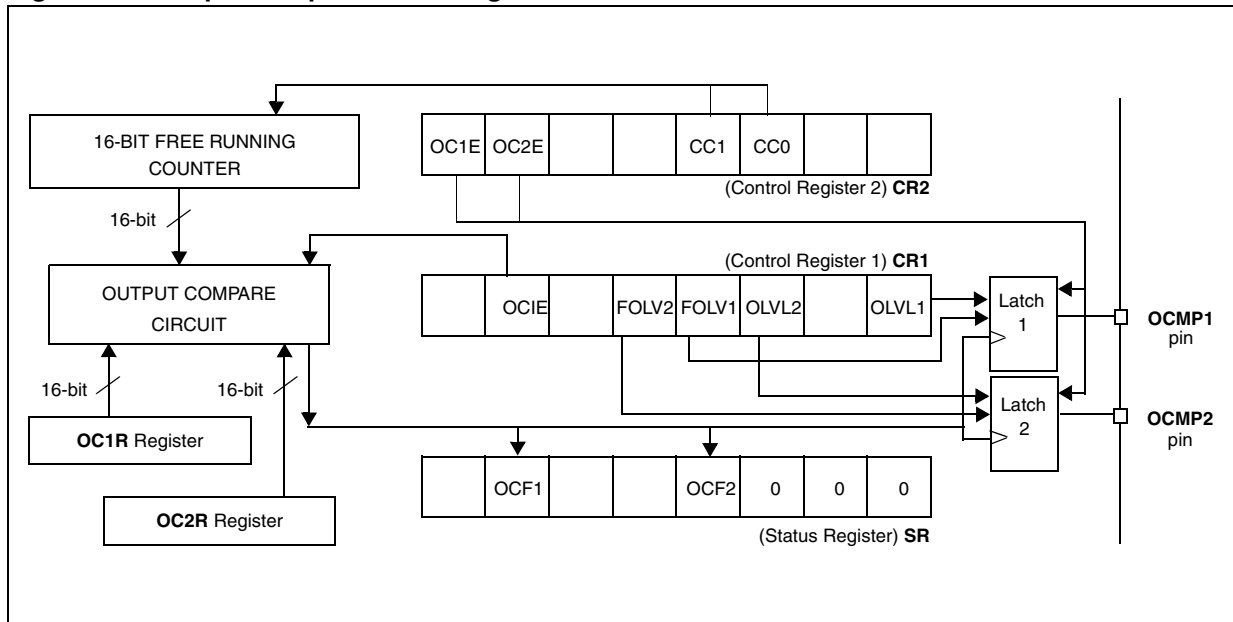 16-BIT FREE RUNNING
COUNTER
OC1E OC2E CC1 CC0
(Control Register 2) CR2
16-bit
(Control Register 1) CR1
OUTPUT COMPARE
CIRCUIT
OCIE FOLV2 FOLV1 OLVL2 OLVL1
Latch
1
OCMP1
pin
16-bit 16-bit
Latch
2
OCMP2
pin
OC1R Register
OCF1 OCF2 0 0 0
OC2R Register
(Status Register) SR